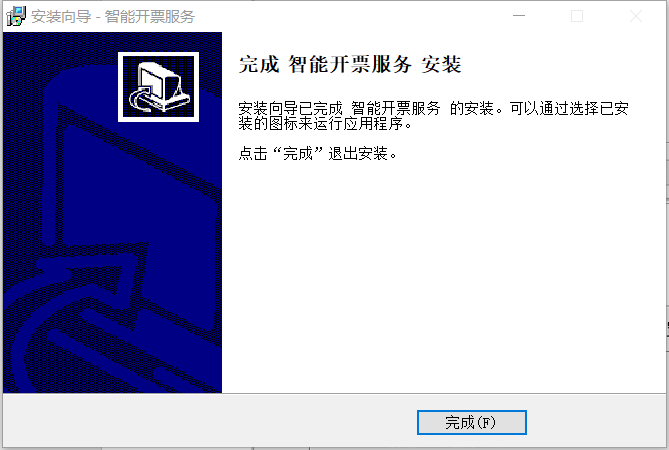 安装向导 - 智能开票服务
完成 智能开票服务 安装
安装向导已完成 智能开票服务 的安装。可以通过选择已安
装的图标来运行应用程序。
点击“完成”退出安装。
完成(F)